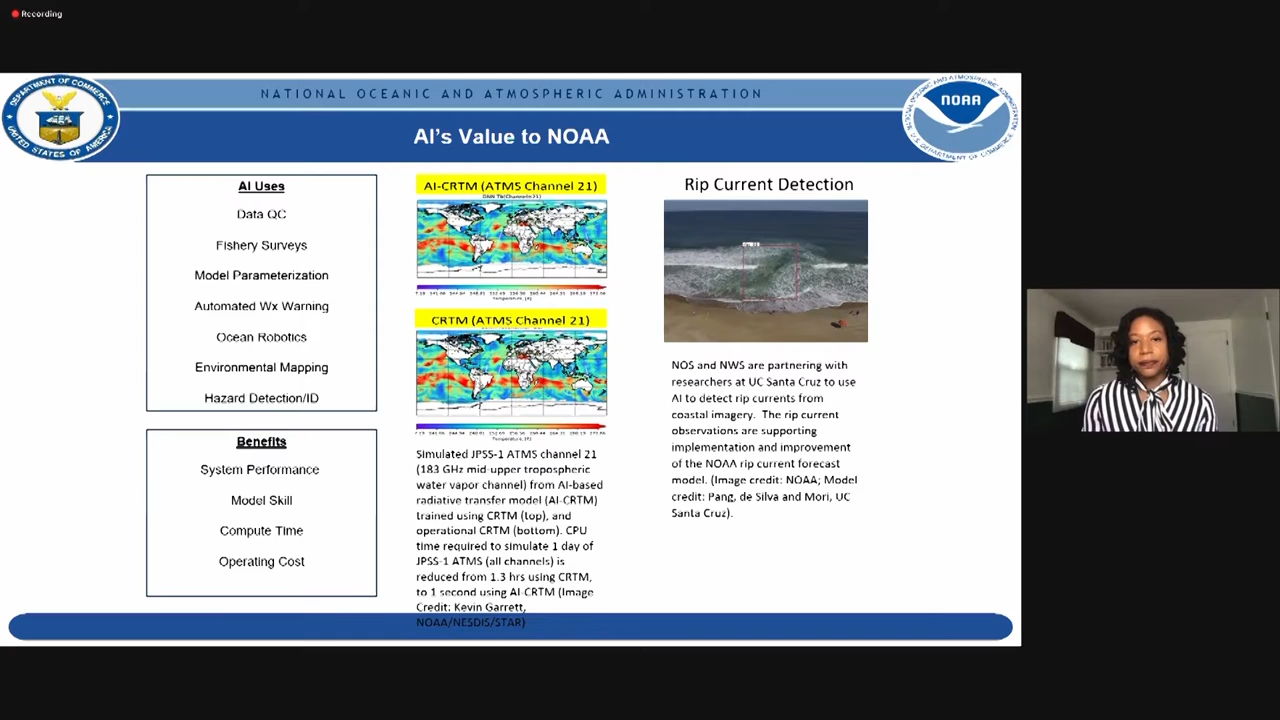 Recording
NATIONAL OCEANIC AND ATMOSPHERIC ADMINISTRATION
DEPARTMENT OF COMMERCE
UNITED STATES OF AMERICA
NOAA
AI's Value to NOAA
AI Uses
Data QC
Fishery Surveys
Model Parameterization
Automated Wx Warning
Ocean Robotics
Environmental Mapping
Hazard Detection/ID
Benefits
System Performance
Model Skill
Compute Time
Operating Cost
AI-CRTM (ATMS Channel 21)
CRTM (ATMS Channel 21)
Simulated JPSS-1 ATMS channel 21
(183 GHz mid-upper tropospheric
water vapor channel) from AI-based
radiative transfer model (AI-CRTM)
trained using CRTM (top), and
operational CRTM (bottom). CPU
time required to simulate 1 day of
JPSS-1 ATMS (all channels) is
reduced from 1.3 hrs using CRTM,
to 1 second using AI-CRTM (Image
Credit: Kevin Garrett,
NOAA/NESDIS/STAR)
Rip Current Detection
NOS and NWS are partnering with
researchers at UC Santa Cruz to use
AI to detect rip currents from
coastal imagery. The rip current
observations are supporting
implementation and improvement
of the NOAA rip current forecast
model. (Image credit: NOAA; Model
credit: Pang, de Silva and Mori, UC
Santa Cruz).